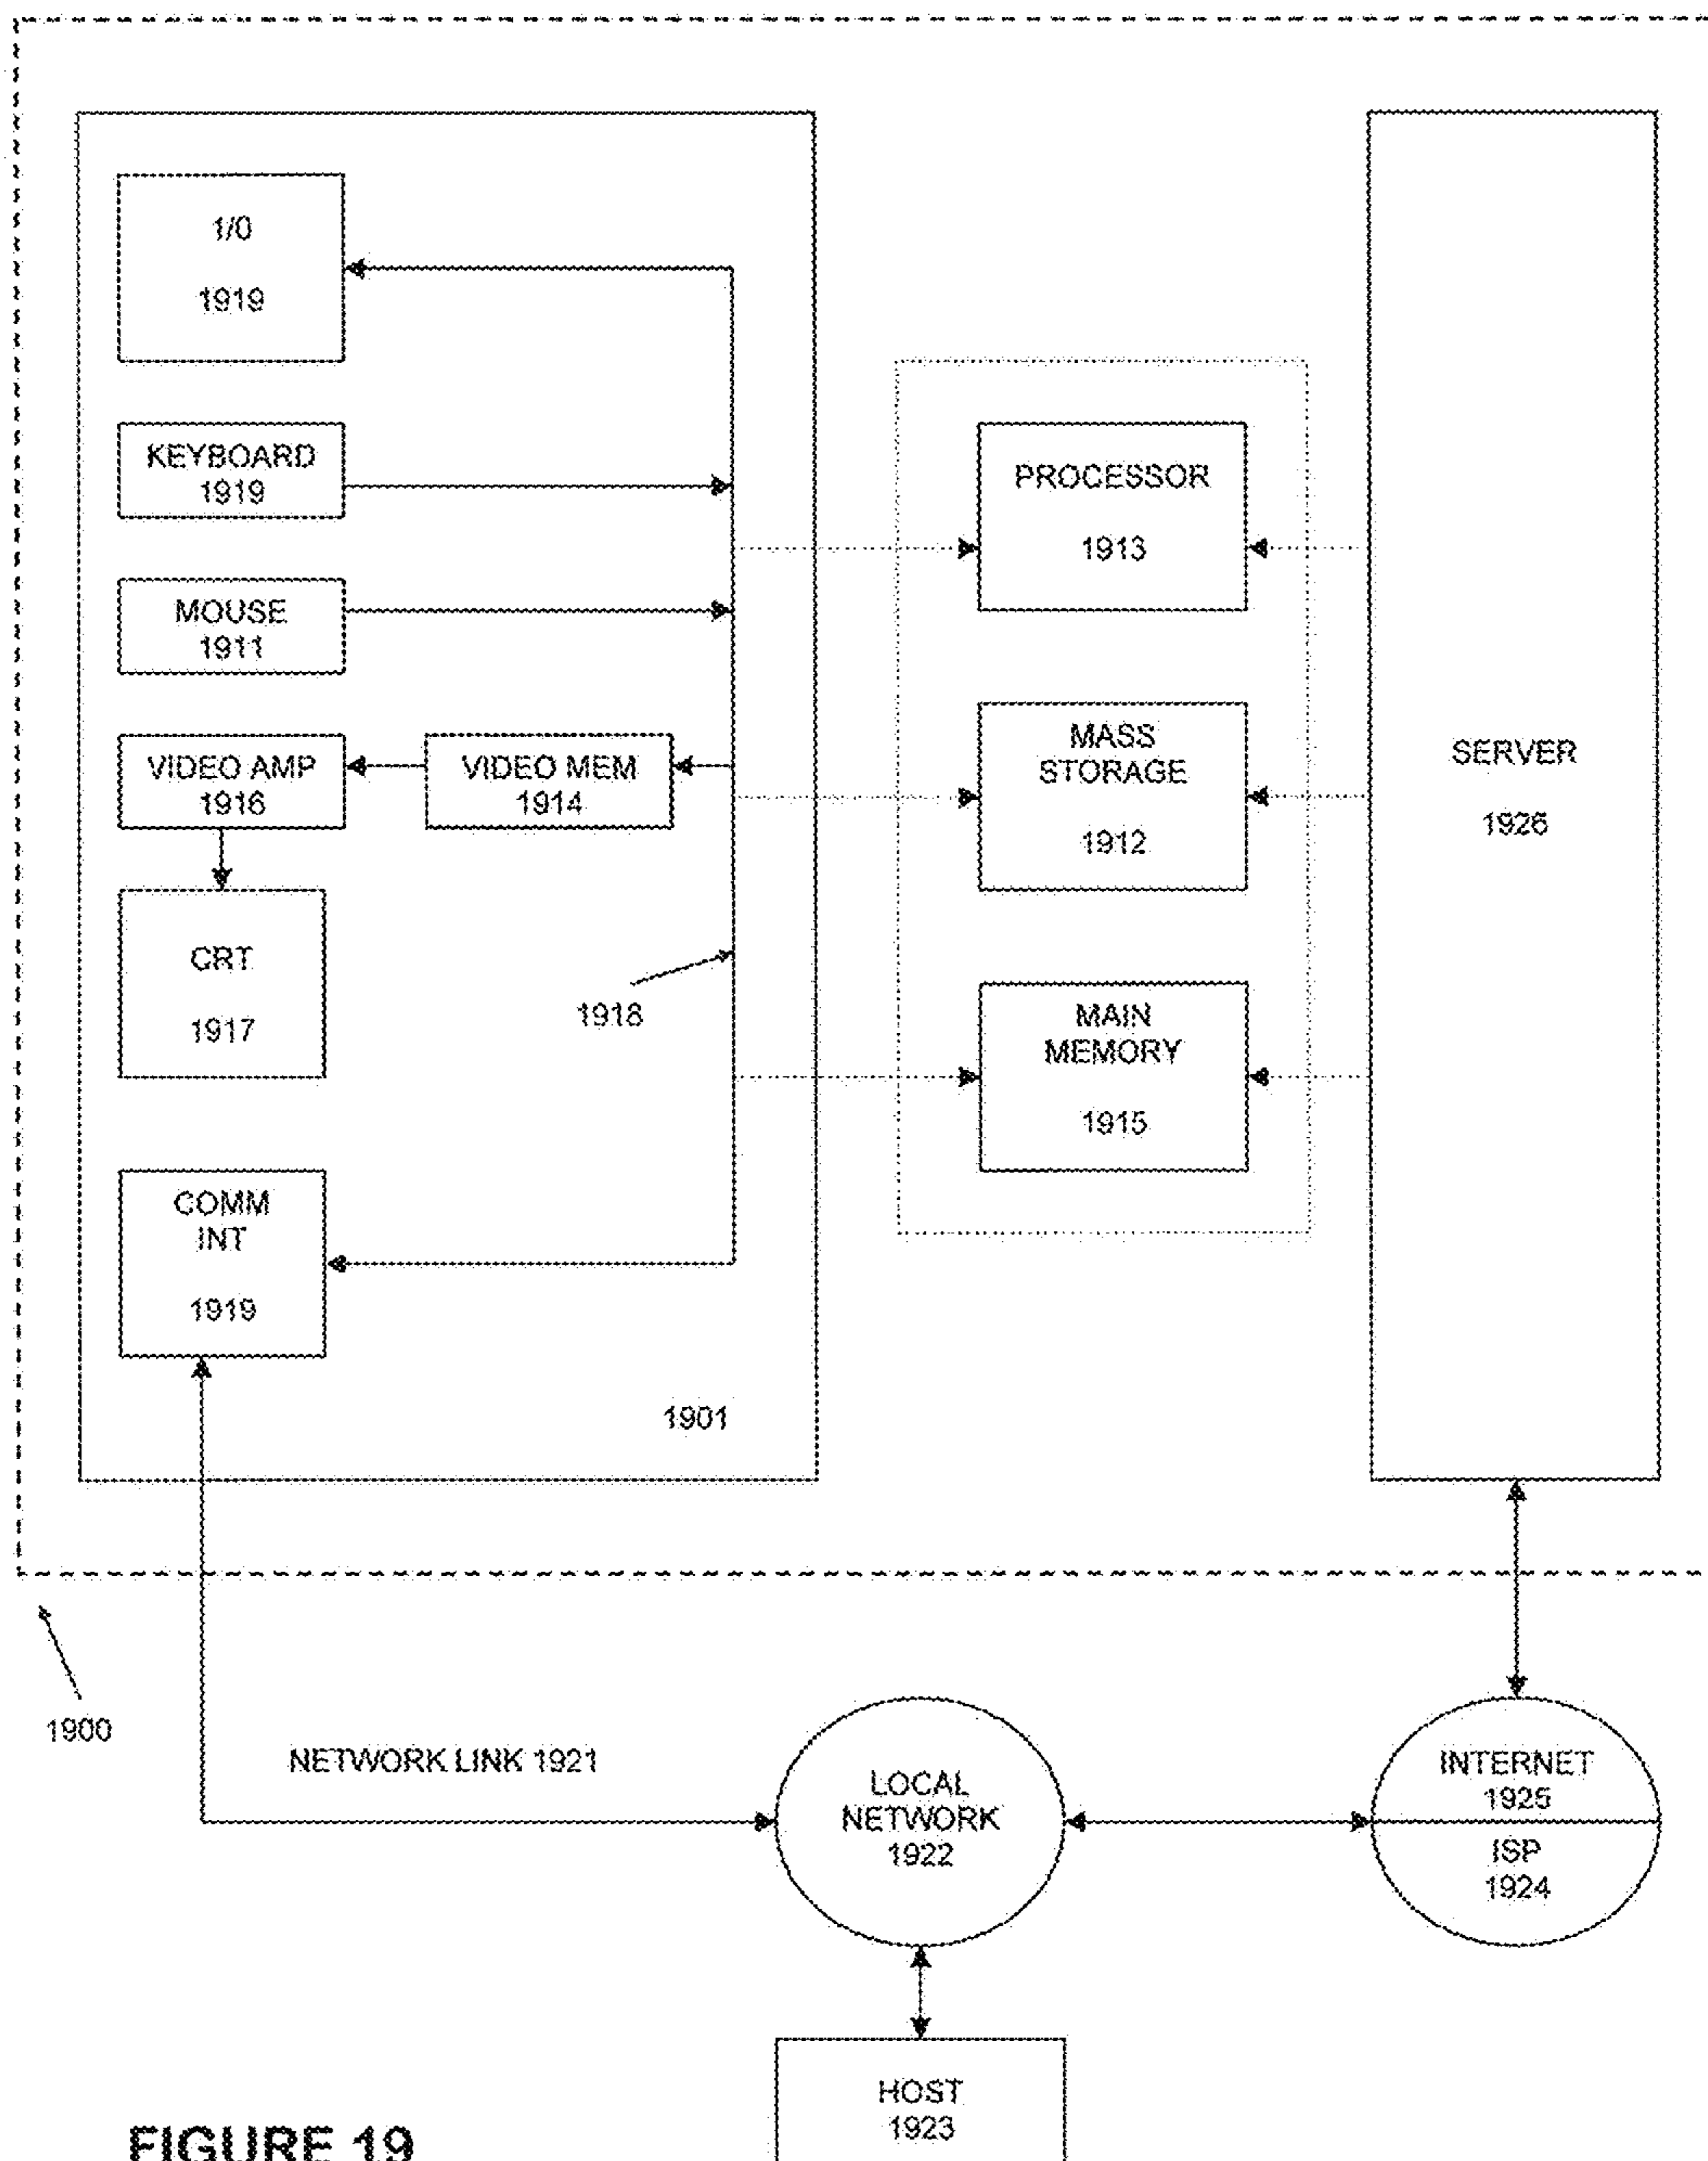 1/0
1919
KEYBOARD
1919
MOUSE
1911
VIDEO AMP
1916
VIDEO MEM
1914
CRT
1917
1918
COMM
INT
1919
1901
PROCESSOR
1913
MASS
STORAGE
1912
MAIN
MEMORY
1915
SERVER
1926
1900
NETWORK LINK 1921
LOCAL
NETWORK
1922
INTERNET
1925
ISP
1924
HOST
1923
FIGURE 19